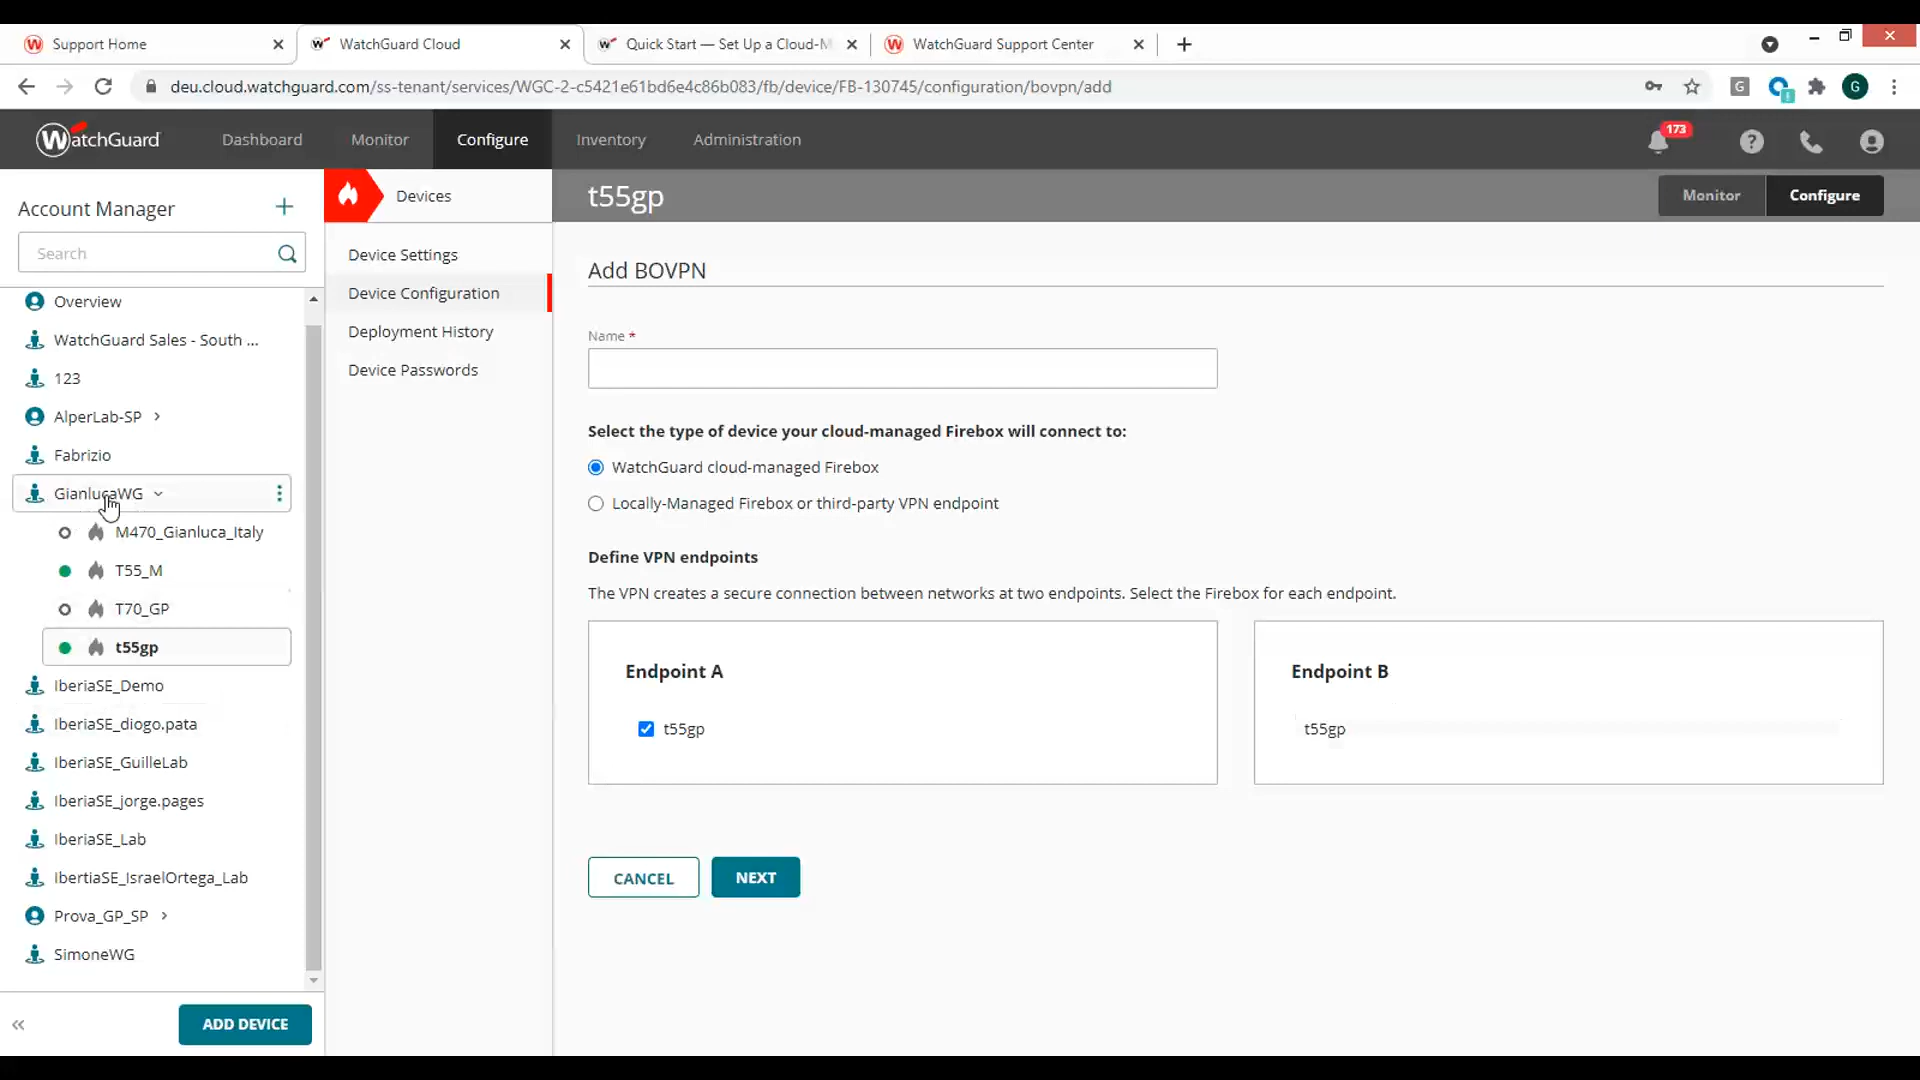 Support Home
WatchGuard Cloud
Quick Start — Set Up a Cloud-M
WatchGuard Support Center
deu.cloud.watchguard.com/ss-tenant/services/WGC-2-c5421e61bd6e4c86b083/fb/device/FB-130745/configuration/bovpn/add
G
G
WatchGuard
Dashboard
Monitor
Configure
Inventory
Administration
173
Account Manager
Devices
t55gp
Monitor
Configure
Search
Device Settings
Device Configuration
Deployment History
Device Passwords
Overview
WatchGuard Sales - South ...
123
AlperLab-SP
Fabrizio
GianlucaWG
M470_Gianluca_Italy
T55_M
T70_GP
t55gp
IberiaSE_Demo
IberiaSE_diogo.pata
IberiaSE_GuilleLab
IberiaSE_jorge.pages
IberiaSE_Lab
IbertiaSE_IsraelOrtega_Lab
Prova_GP_SP
SimoneWG
ADD DEVICE
Add BOVPN
Name *
Select the type of device your cloud-managed Firebox will connect to:
WatchGuard cloud-managed Firebox
Locally-Managed Firebox or third-party VPN endpoint
Define VPN endpoints
The VPN creates a secure connection between networks at two endpoints. Select the Firebox for each endpoint.
Endpoint A
t55gp
Endpoint B
t55gp
CANCEL
NEXT